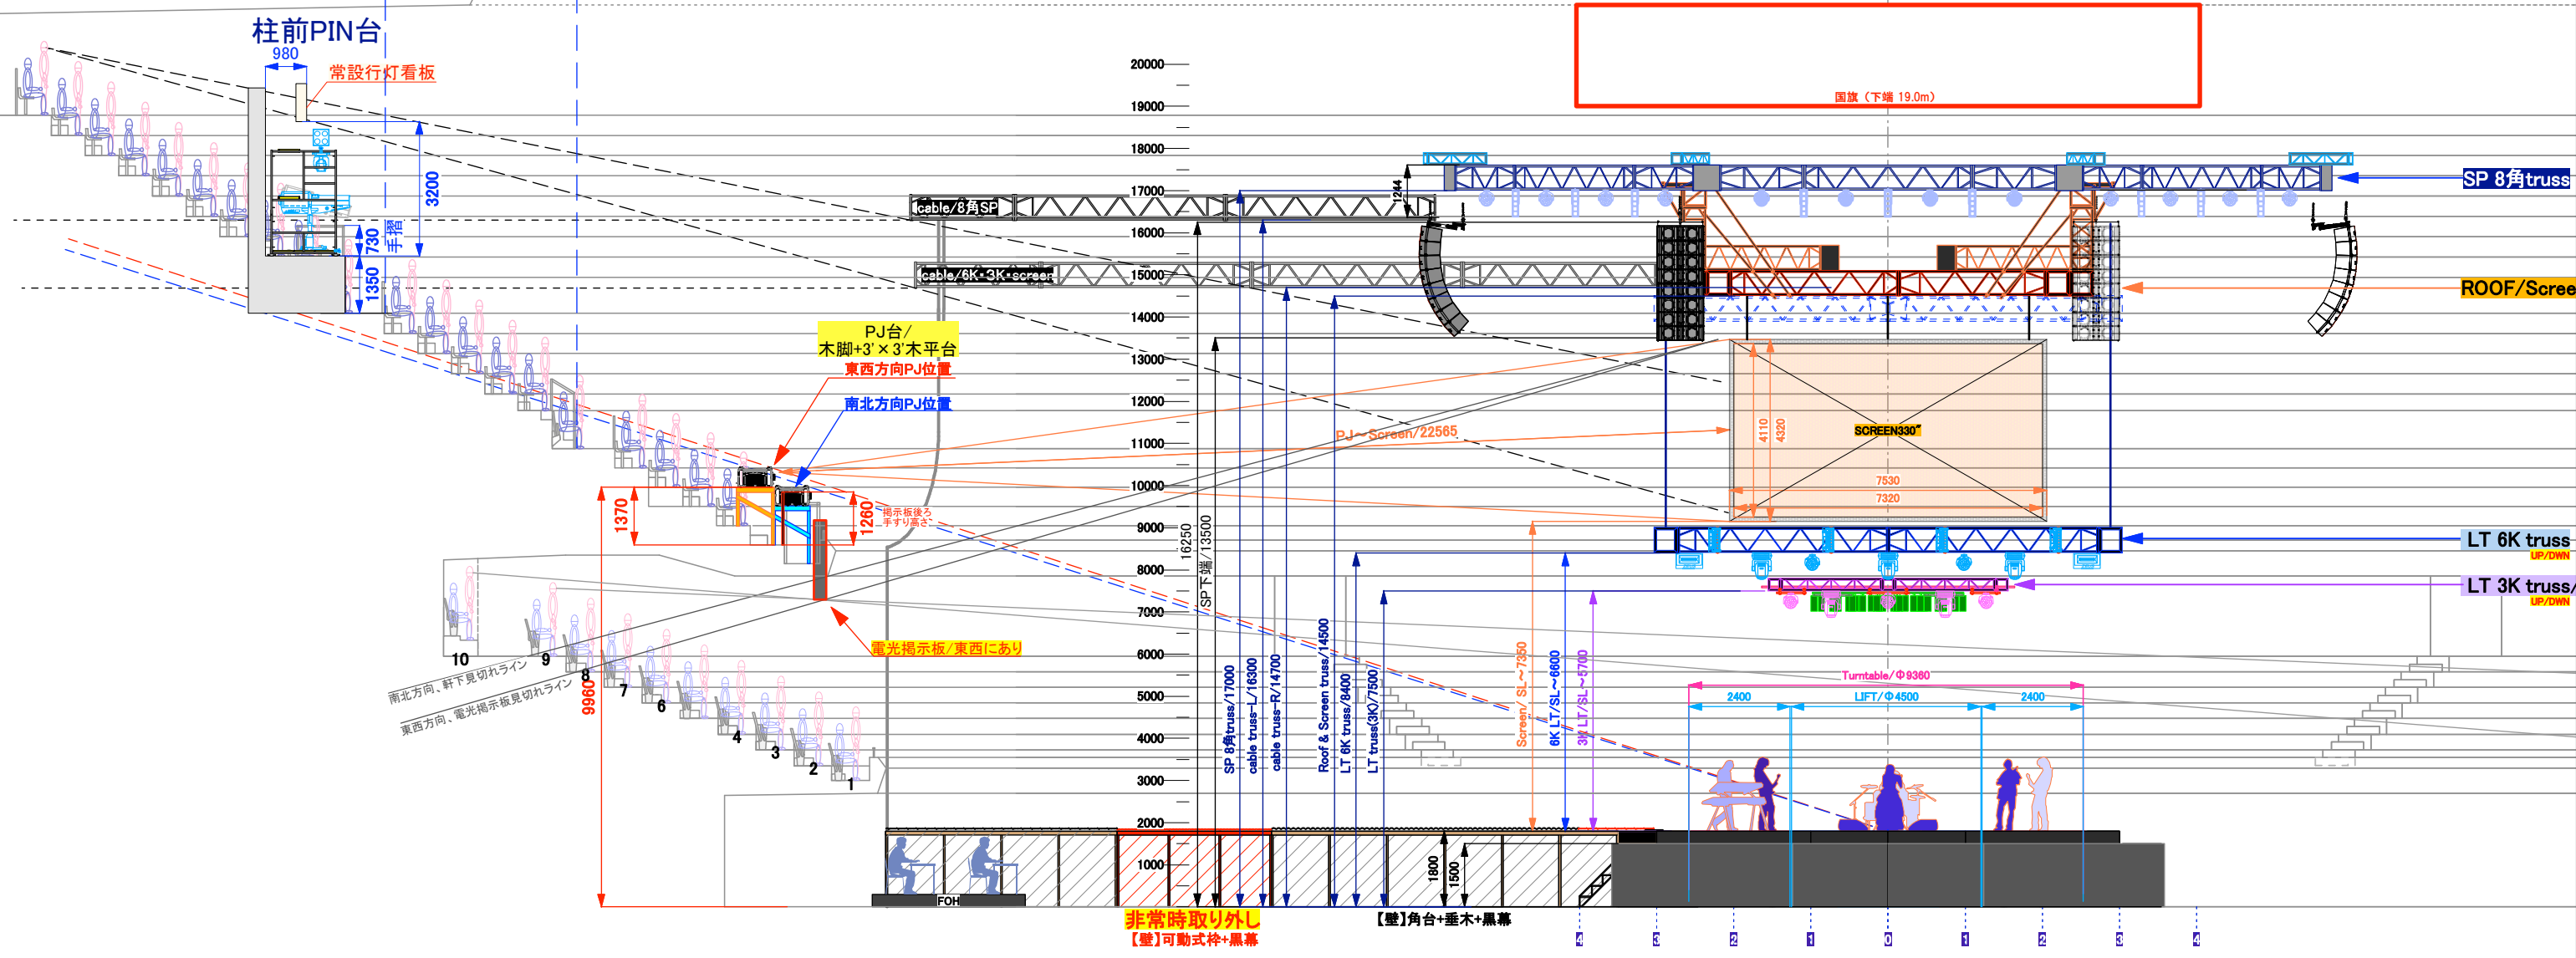 柱前PIN台
980
常設行灯看板
3200
730
手摺
1350
PJ台/
木脚+3'×3'木平台
東西方向PJ位置
南北方向PJ位置
1370
1260
掲示板後ろ
手すり高さ
9960
電光掲示板/東西にあり
南北方向、軒下見切れライン
東西方向、電光掲示板見切れライン
10
9
8
7
6
4
3
2
1
20000
19000
18000
17000
16000
15000
14000
13000
12000
11000
10000
9000
8000
7000
6000
5000
4000
3000
2000
1000
cable/8角SP
cable/6K・3K・screen
1244
国旗（下端 19.0m）
SP 8角truss
ROOF/Scree
PJ～Screen/22565
4110
4320
SCREEN330"
7530
7320
LT 6K truss
UP/DWN
LT 3K truss/
UP/DWN
16250
SP下端/13500
SP 8角truss/17000
cable truss-L/16300
cable truss-R/14700
Roof & Screen truss/14500
LT 6K truss/8400
LT truss(3K)/7500
Screen/ SL～7350
6K LT/SL～6600
3K LT/SL～5700
Turntable/Φ9360
2400
LIFT/Φ4500
2400
1800
1500
FOH
非常時取り外し
【壁】可動式枠+黒幕
【壁】角台+垂木+黒幕
4
3
2
1
0
1
2
3
4